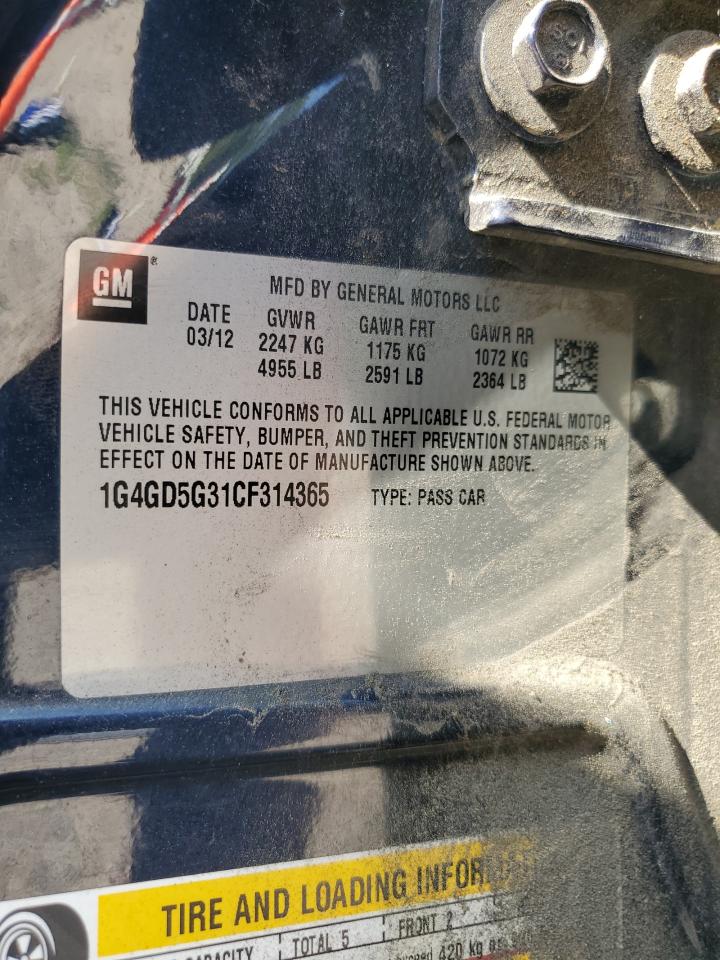 GM®
MFD BY GENERAL MOTORS LLC
DATE GVWR GAWR FRT GAWR RR
03/12 2247 KG 1175 KG 1072 KG
4955 LB 2591 LB 2364 LB
THIS VEHICLE CONFORMS TO ALL APPLICABLE U.S. FEDERAL MOTOR
VEHICLE SAFETY, BUMPER, AND THEFT PREVENTION STANDARDS IN
EFFECT ON THE DATE OF MANUFACTURE SHOWN ABOVE.
1G4GD5G31CF314365 TYPE: PASS CAR
TIRE AND LOADING
CAPACITY TOTAL 5 FRONT 2
420 kg